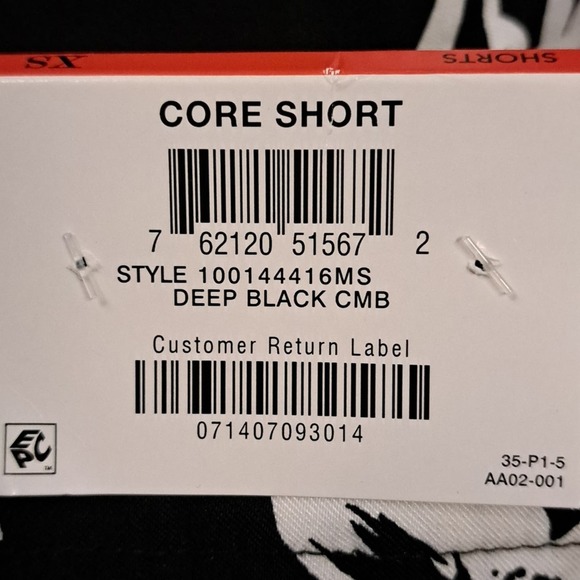 XS SHORTS
CORE SHORT
7 62120 51567 2
STYLE 100144416MS
DEEP BLACK CMB
Customer Return Label
071407093014
EPC
35-P1-5
AA02-001